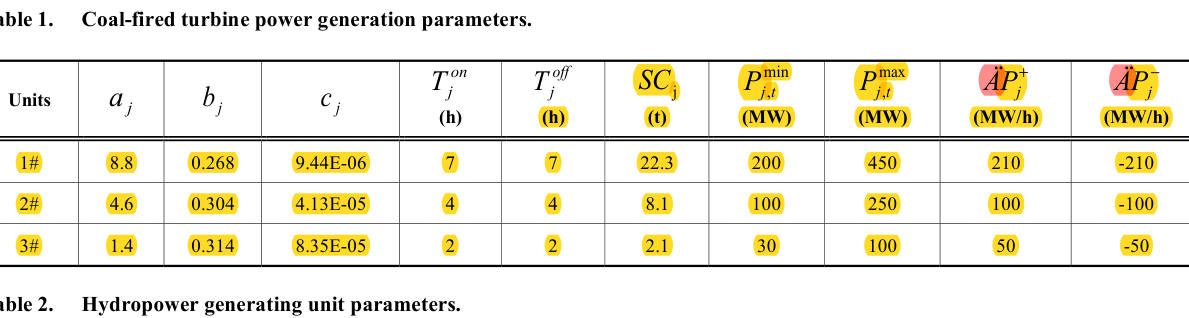 able 1. Coal-fired turbine power generation parameters.
Units a_j b_j c_j T_j^on (h) T_j^off (h) SC_j (t) P_j,t^min (MW) P_j,t^max (MW) ÄP_j^+ (MW/h) ÄP_j^- (MW/h)
1# 8.8 0.268 9.44E-06 7 7 22.3 200 450 210 -210
2# 4.6 0.304 4.13E-05 4 4 8.1 100 250 100 -100
3# 1.4 0.314 8.35E-05 2 2 2.1 30 100 50 -50
able 2. Hydropower generating unit parameters.